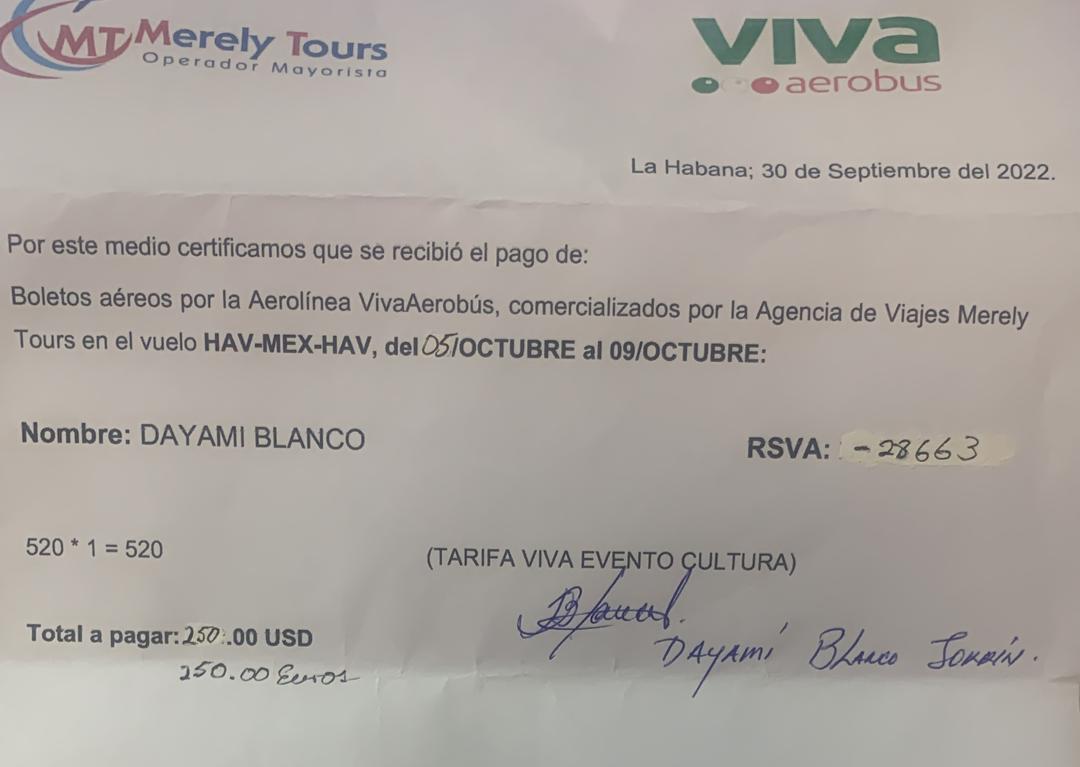 MT Merely Tours
Operador Mayorista
VIVA
aerobus
La Habana; 30 de Septiembre del 2022.
Por este medio certificamos que se recibió el pago de:
Boletos aéreos por la Aerolínea VivaAerobús, comercializados por la Agencia de Viajes Merely
Tours en el vuelo HAV-MEX-HAV, del 05/OCTUBRE al 09/OCTUBRE:
Nombre: DAYAMI BLANCO
RSVA: -28663
520 * 1 = 520
(TARIFA VIVA EVENTO CULTURA)
Total a pagar: 250.00 USD
250.00 Euros
DAYAMÍ BLANCO